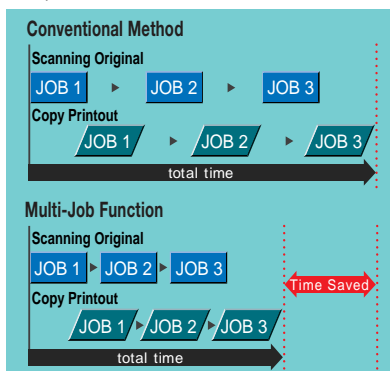 Conventional Method
Scanning Original
JOB 1 JOB 2 JOB 3
Copy Printout
JOB 1 JOB 2 JOB 3
total time
Multi-Job Function
Scanning Original
JOB 1 JOB 2 JOB 3
Time Saved
Copy Printout
JOB 1 JOB 2 JOB 3
total time